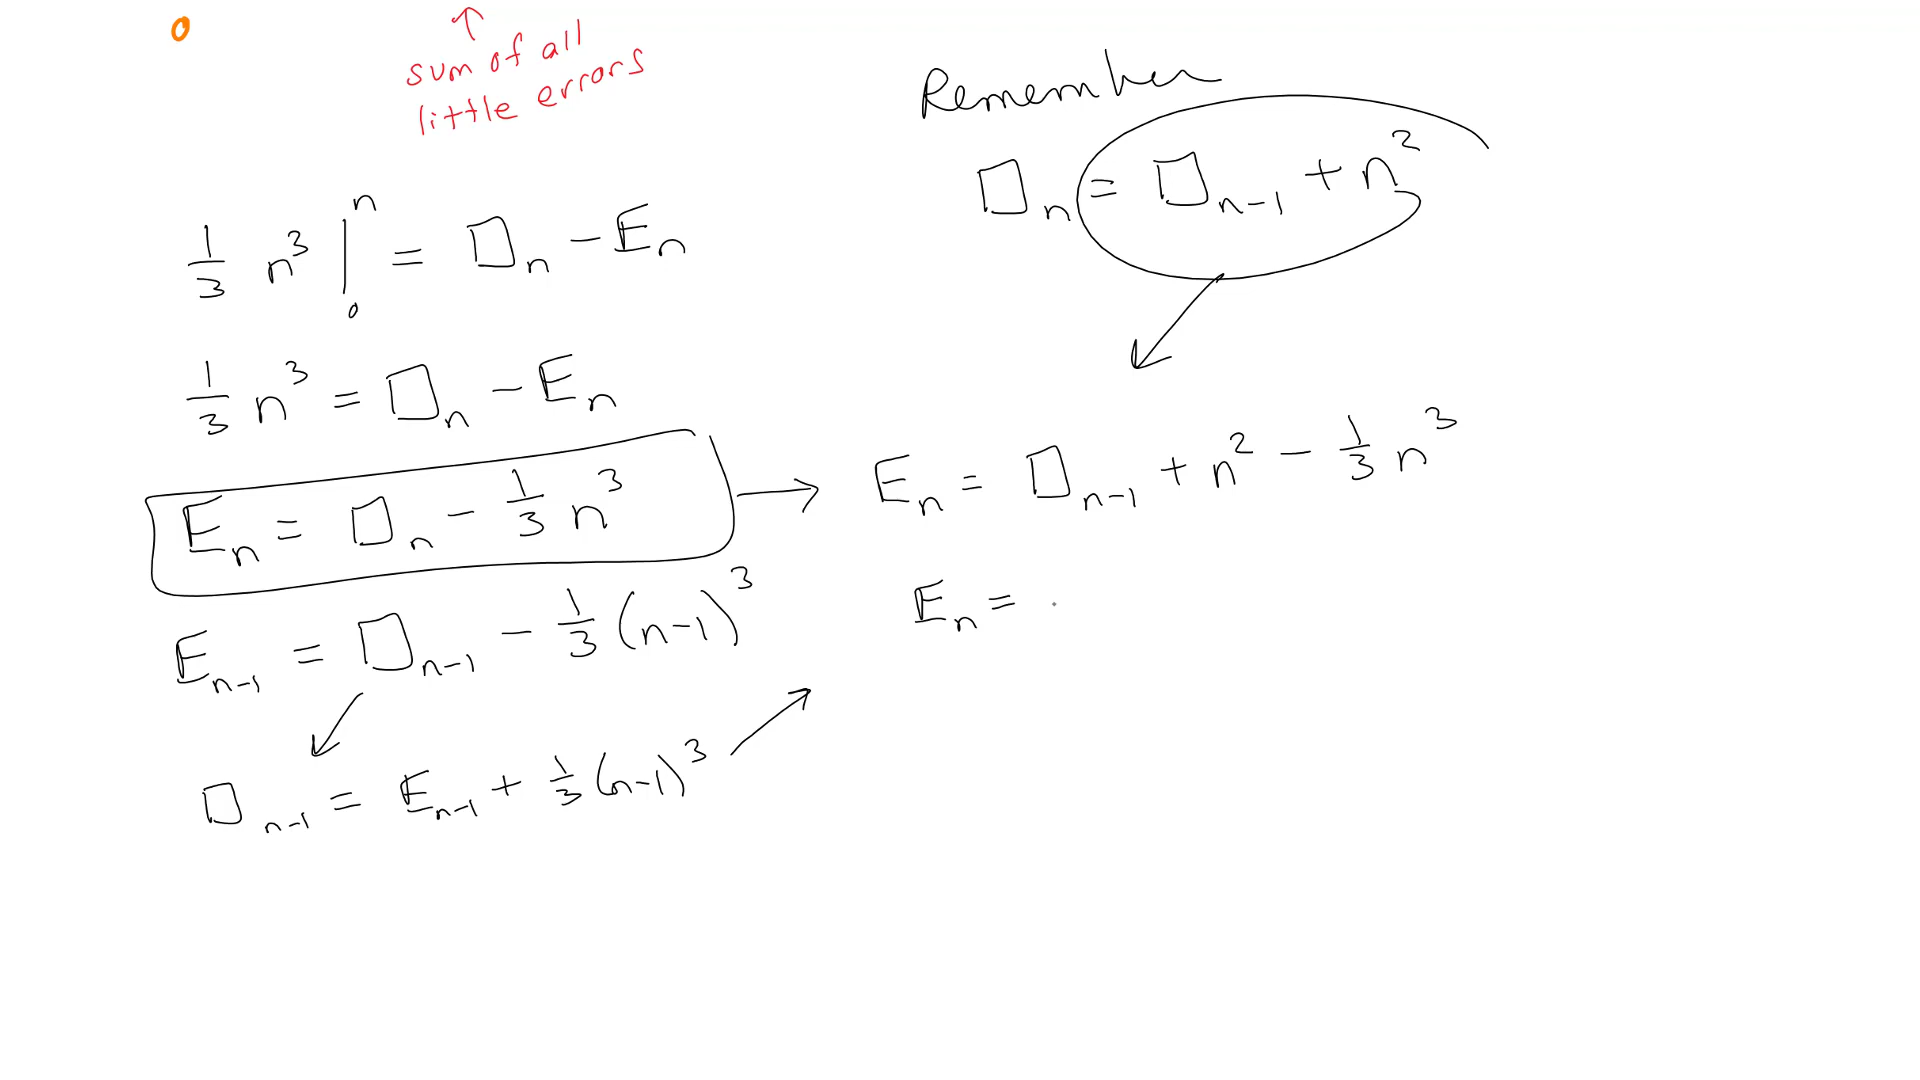 0
↑
sum of all
little errors
1/3 n³ |₀ⁿ = □ₙ − Eₙ
1/3 n³ = □ₙ − Eₙ
Eₙ = □ₙ − 1/3 n³
Eₙ₋₁ = □ₙ₋₁ − 1/3 (n−1)³
□ₙ₋₁ = Eₙ₋₁ + 1/3 (n−1)³
Remember
□ₙ = □ₙ₋₁ + n²
Eₙ = □ₙ₋₁ + n² − 1/3 n³
Eₙ =